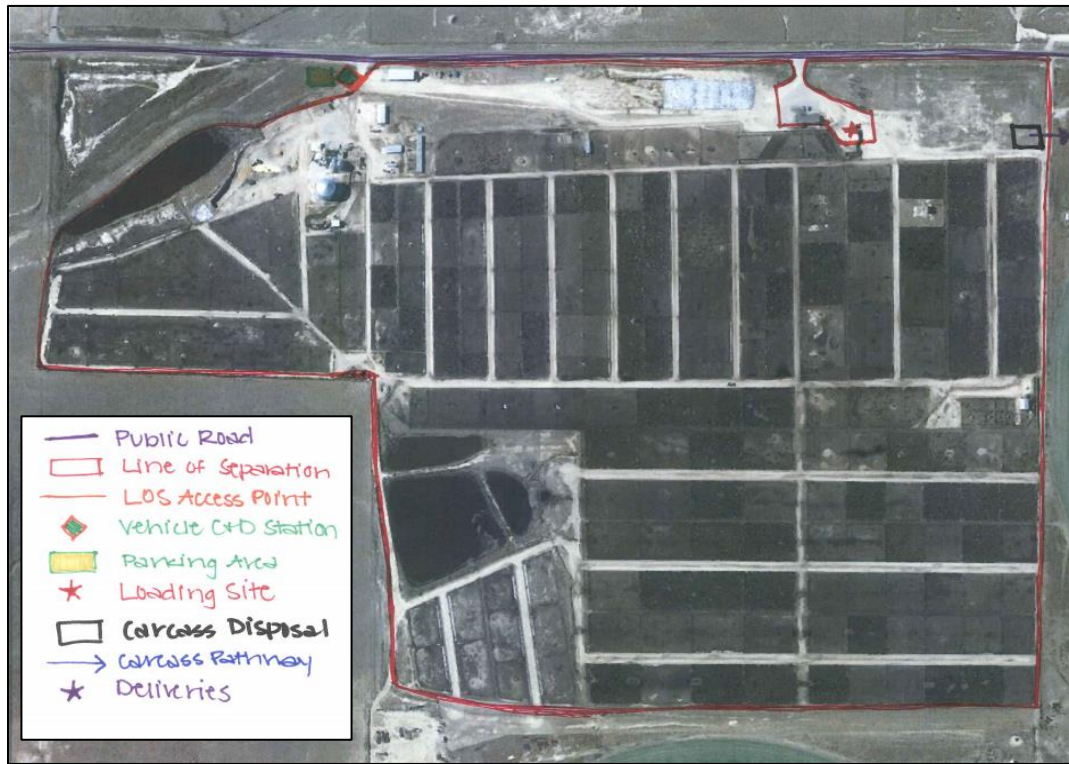 Public Road
Line of Separation
LOS Access Point
Vehicle C+D Station
Parking Area
Loading Site
Carcass Disposal
Carcass Pathway
Deliveries